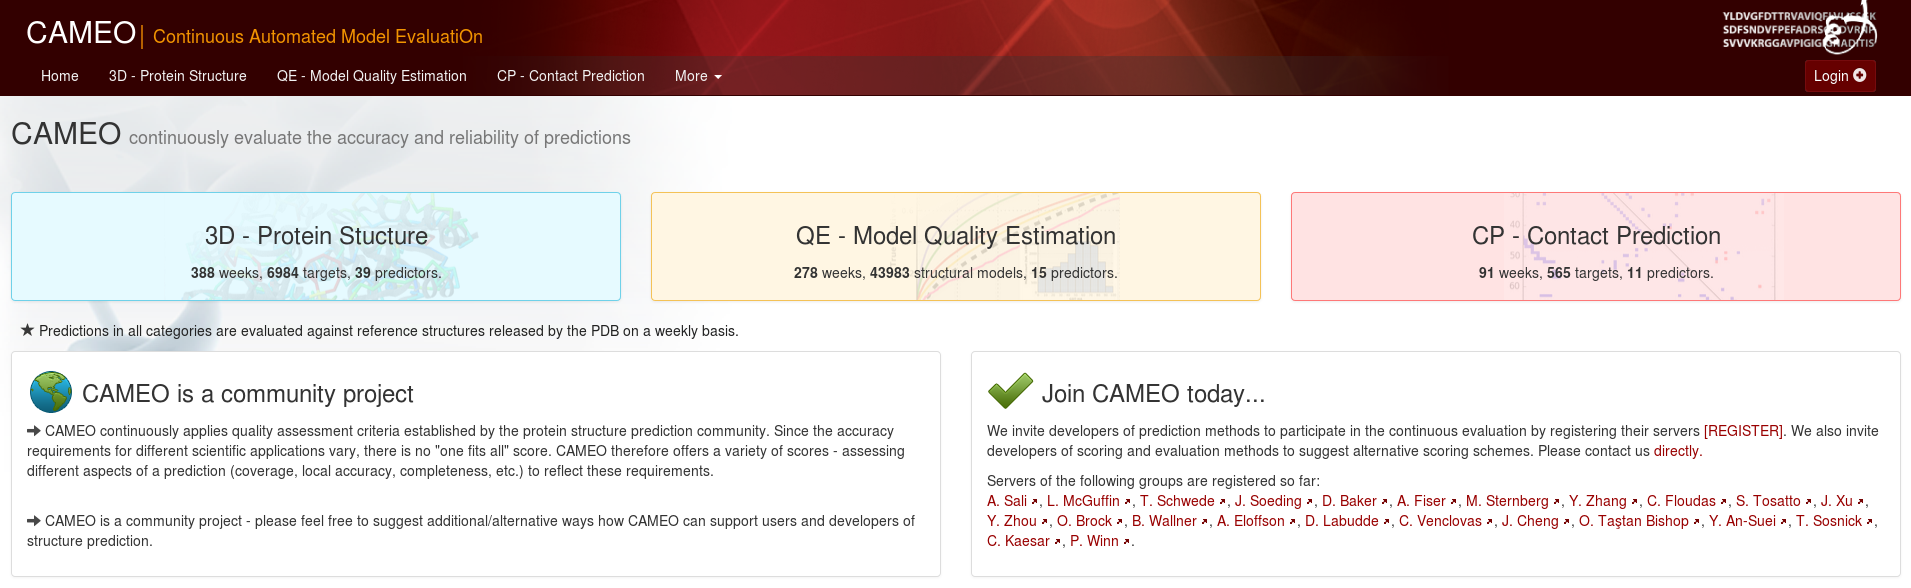 CAMEO| Continuous Automated Model EvaluatiOn
YLDVGFDTTRVAVIQ
SDFSNDVFPEFADRS
SVVVKRGGAVPIGIG
Home 3D - Protein Structure QE - Model Quality Estimation CP - Contact Prediction More Login
CAMEO continuously evaluate the accuracy and reliability of predictions
3D - Protein Stucture
388 weeks, 6984 targets, 39 predictors.
QE - Model Quality Estimation
278 weeks, 43983 structural models, 15 predictors.
CP - Contact Prediction
91 weeks, 565 targets, 11 predictors.
40
50
60
★ Predictions in all categories are evaluated against reference structures released by the PDB on a weekly basis.
CAMEO is a community project
CAMEO continuously applies quality assessment criteria established by the protein structure prediction community. Since the accuracy
requirements for different scientific applications vary, there is no "one fits all" score. CAMEO therefore offers a variety of scores - assessing
different aspects of a prediction (coverage, local accuracy, completeness, etc.) to reflect these requirements.
CAMEO is a community project - please feel free to suggest additional/alternative ways how CAMEO can support users and developers of
structure prediction.
Join CAMEO today...
We invite developers of prediction methods to participate in the continuous evaluation by registering their servers [REGISTER]. We also invite
developers of scoring and evaluation methods to suggest alternative scoring schemes. Please contact us directly.
Servers of the following groups are registered so far:
A. Sali, L. McGuffin, T. Schwede, J. Soeding, D. Baker, A. Fiser, M. Sternberg, Y. Zhang, C. Floudas, S. Tosatto, J. Xu,
Y. Zhou, O. Brock, B. Wallner, A. Eloffson, D. Labudde, C. Venclovas, J. Cheng, O. Taştan Bishop, Y. An-Suei, T. Sosnick,
C. Kaesar, P. Winn.